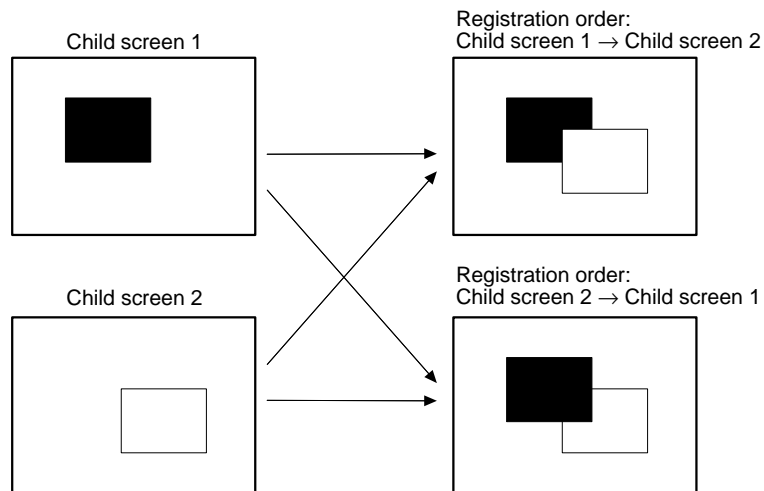 Child screen 1
Registration order:
Child screen 1 → Child screen 2
Child screen 2
Registration order:
Child screen 2 → Child screen 1